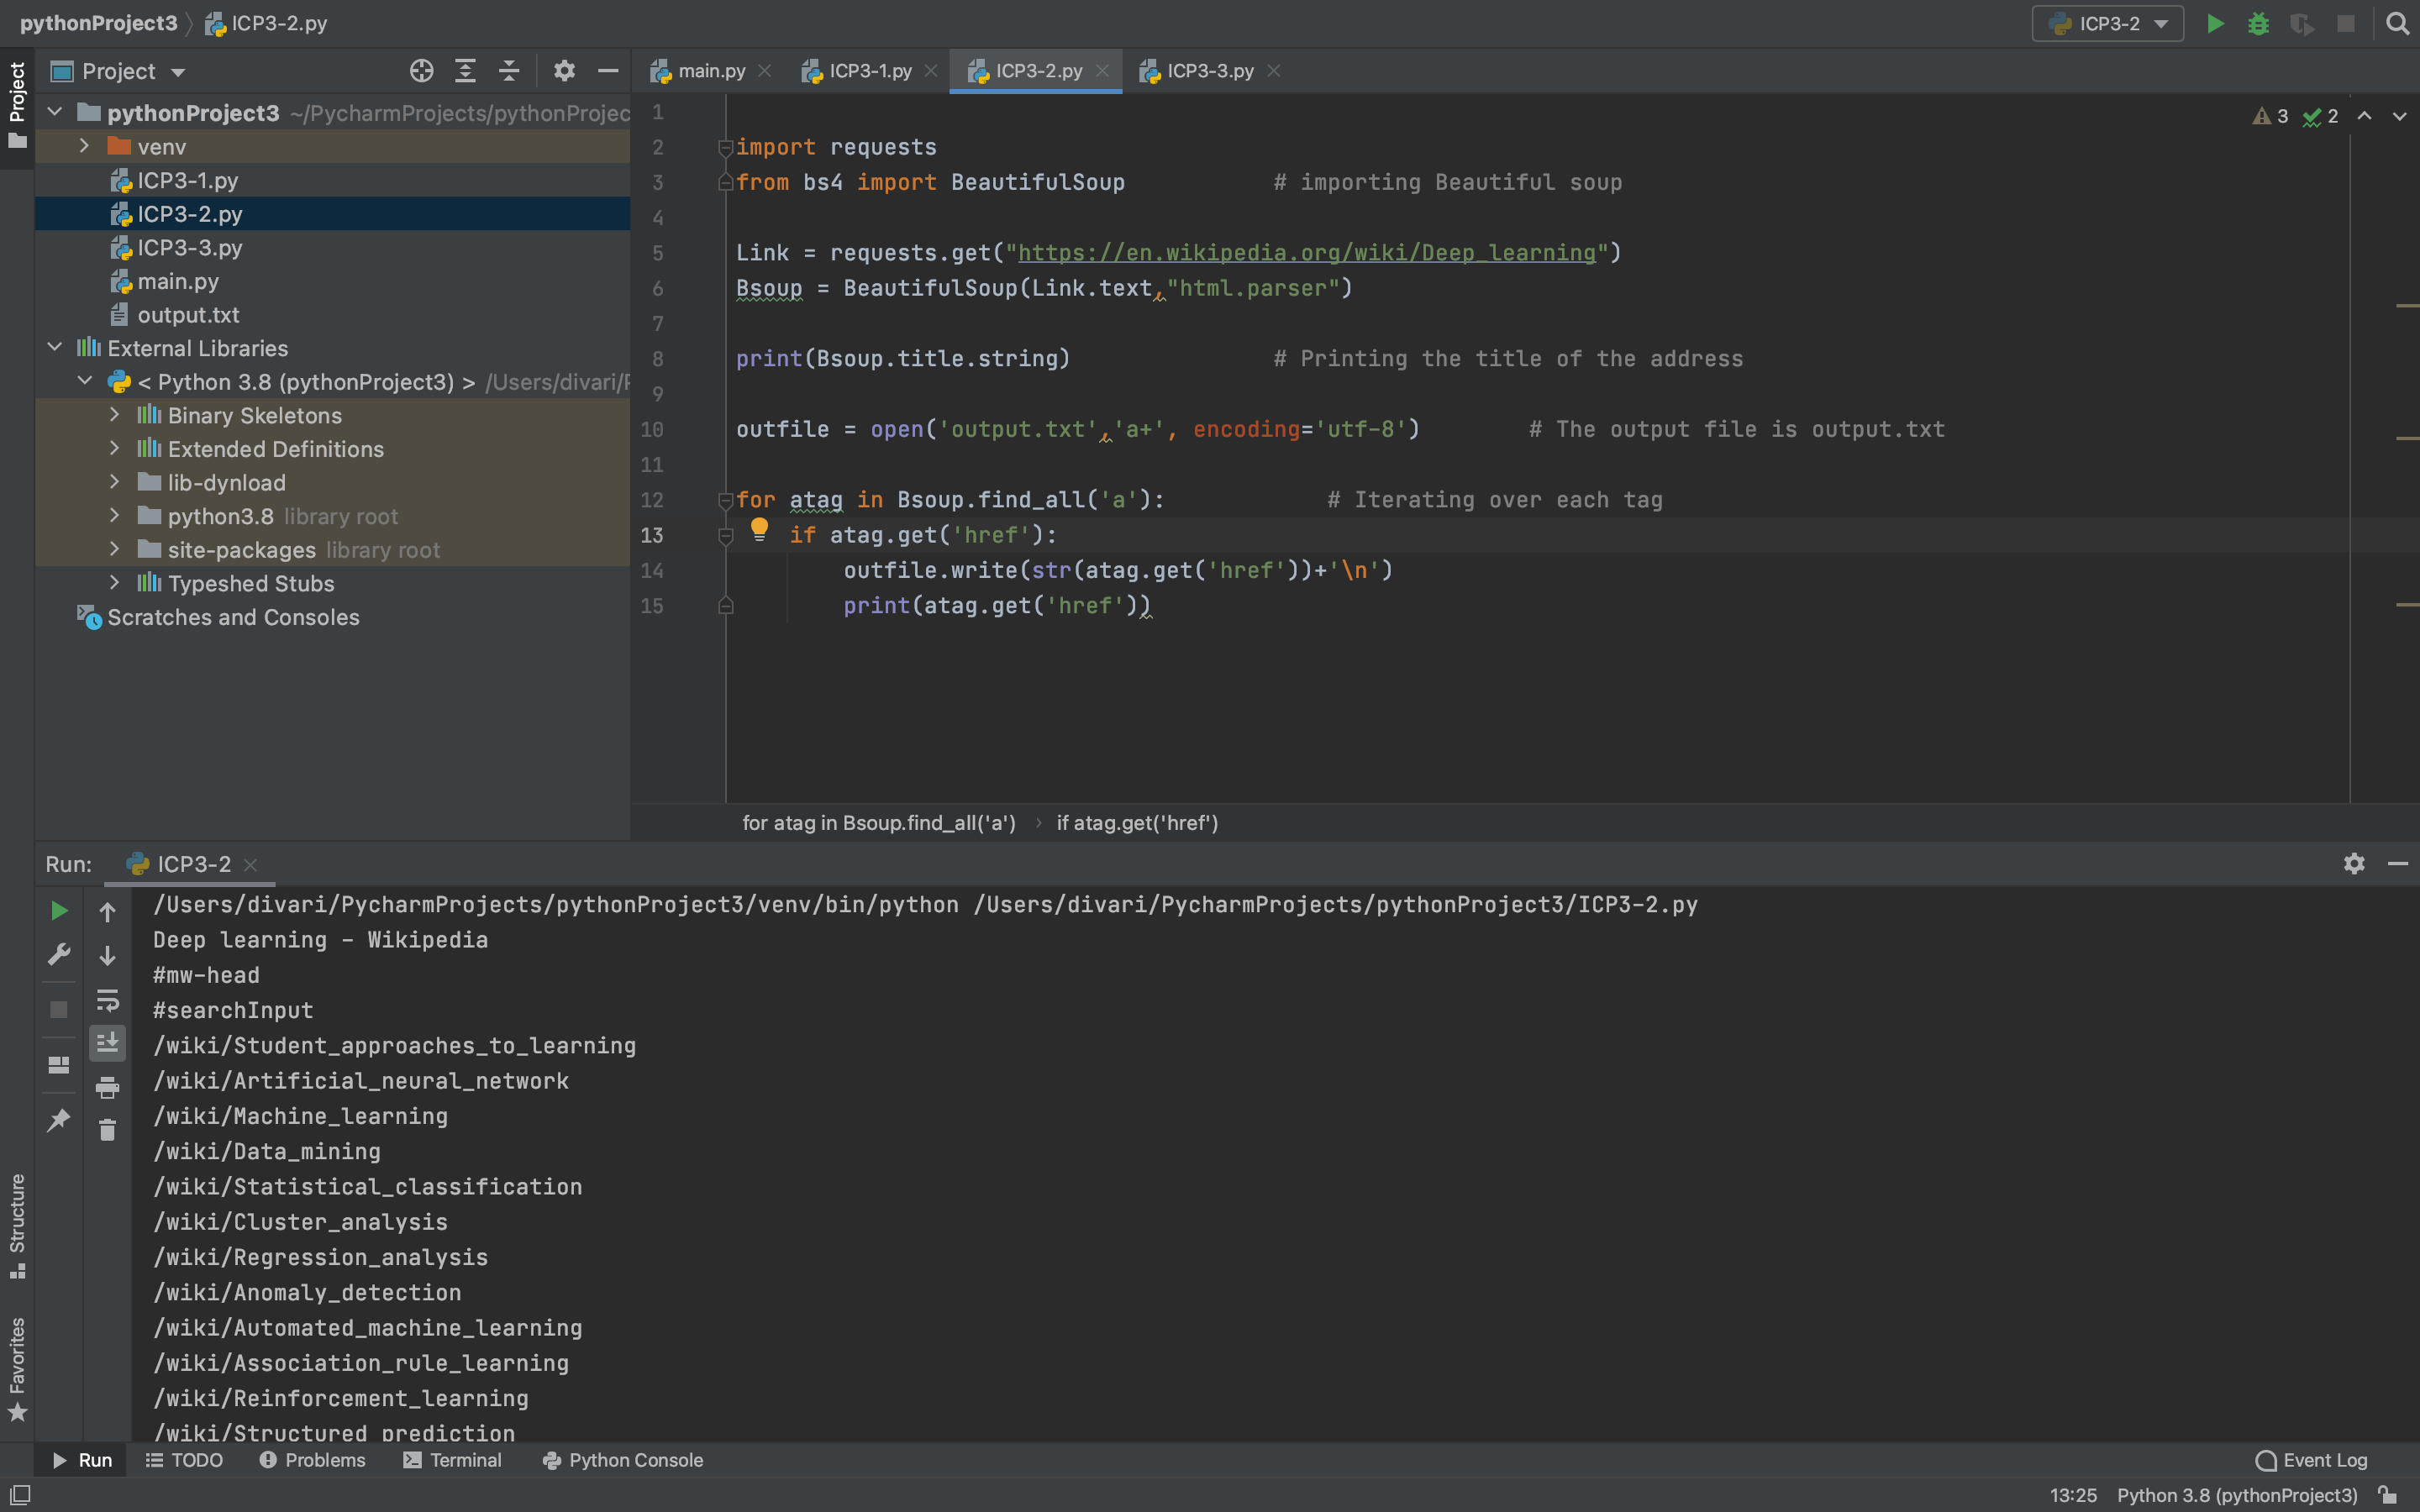 pythonProject3 ICP3-2.py
ICP3-2
Project
Project
main.py ICP3-1.py ICP3-2.py ICP3-3.py
pythonProject3 ~/PycharmProjects/pythonProjec
venv
ICP3-1.py
ICP3-2.py
ICP3-3.py
main.py
output.txt
External Libraries
< Python 3.8 (pythonProject3) > /Users/divari/P
Binary Skeletons
Extended Definitions
lib-dynload
python3.8 library root
site-packages library root
Typeshed Stubs
Scratches and Consoles
3 2
1
2 import requests
3 from bs4 import BeautifulSoup # importing Beautiful soup
4
5 Link = requests.get("https://en.wikipedia.org/wiki/Deep_learning")
6 Bsoup = BeautifulSoup(Link.text,"html.parser")
7
8 print(Bsoup.title.string) # Printing the title of the address
9
10 outfile = open('output.txt','a+', encoding='utf-8') # The output file is output.txt
11
12 for atag in Bsoup.find_all('a'): # Iterating over each tag
13 if atag.get('href'):
14 outfile.write(str(atag.get('href'))+'\n')
15 print(atag.get('href'))
for atag in Bsoup.find_all('a') › if atag.get('href')
Run: ICP3-2
/Users/divari/PycharmProjects/pythonProject3/venv/bin/python /Users/divari/PycharmProjects/pythonProject3/ICP3-2.py
Deep learning - Wikipedia
#mw-head
#searchInput
/wiki/Student_approaches_to_learning
/wiki/Artificial_neural_network
/wiki/Machine_learning
/wiki/Data_mining
/wiki/Statistical_classification
/wiki/Cluster_analysis
/wiki/Regression_analysis
/wiki/Anomaly_detection
/wiki/Automated_machine_learning
/wiki/Association_rule_learning
/wiki/Reinforcement_learning
/wiki/Structured_prediction
Structure
Favorites
Run TODO Problems Terminal Python Console Event Log
13:25 Python 3.8 (pythonProject3)